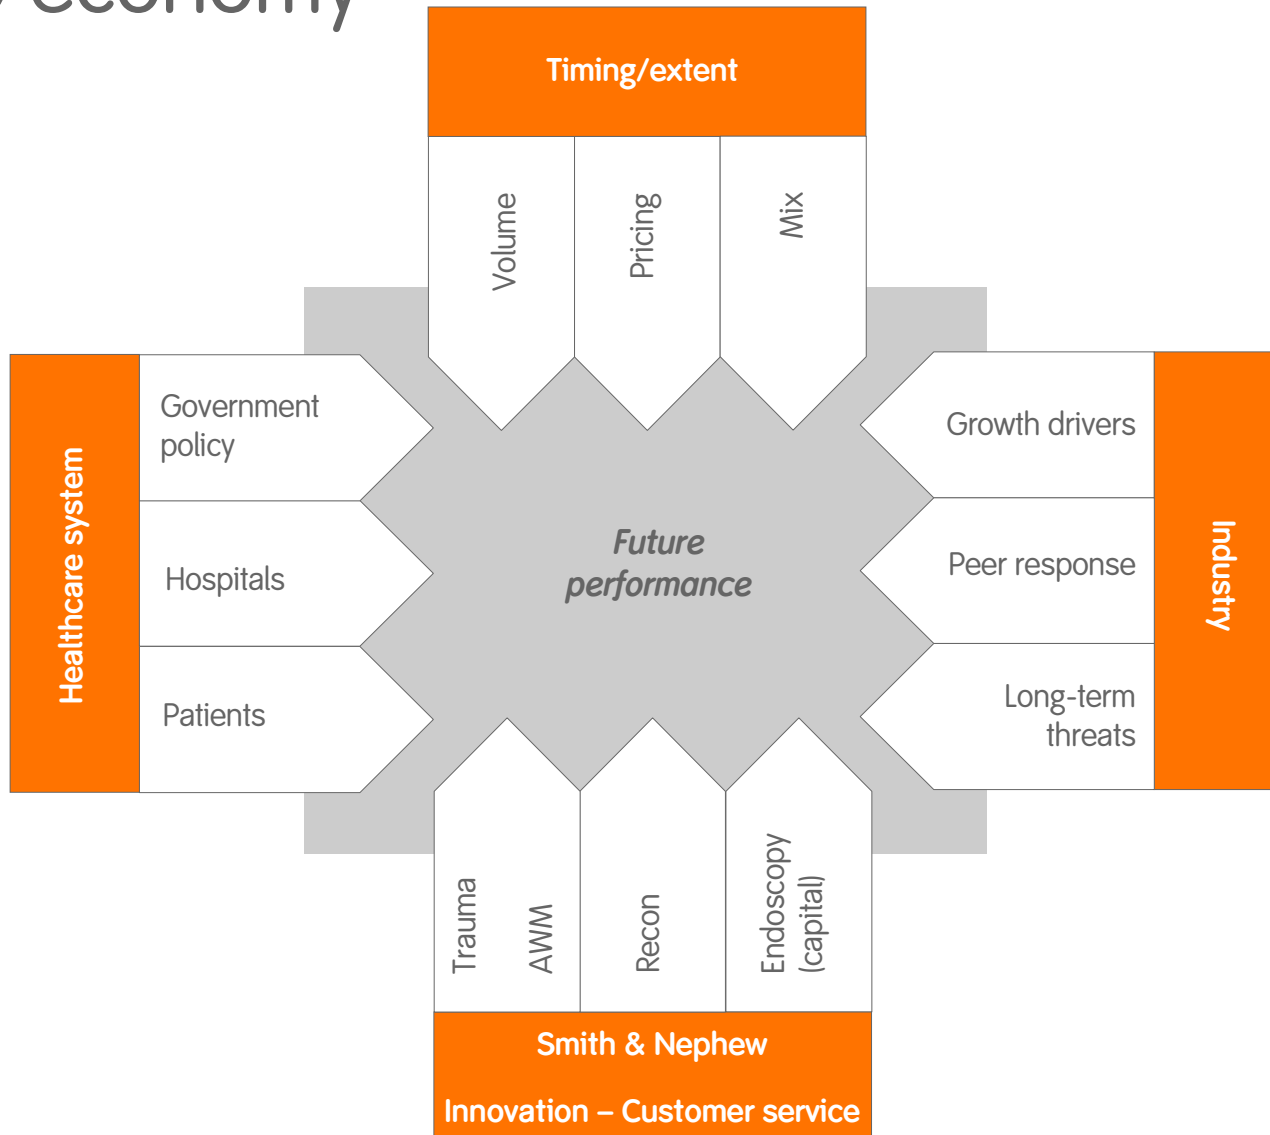 economy
Timing/extent
Volume
Pricing
Mix
Healthcare system
Government
policy
Hospitals
Patients
Future
performance
Growth drivers
Peer response
Long-term
threats
Industry
Trauma
AWM
Recon
Endoscopy
(capital)
Smith & Nephew
Innovation – Customer service